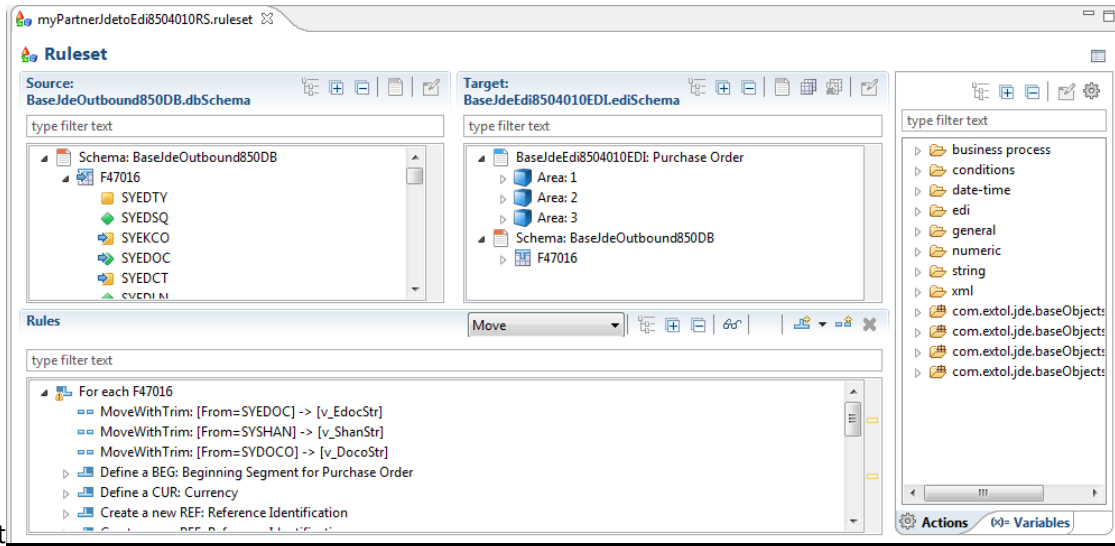 myPartnerJdetoEdi8504010RS.ruleset
Ruleset
Source:
BaseJdeOutbound850DB.dbSchema
type filter text
Schema: BaseJdeOutbound850DB
F47016
SYEDTY
SYEDSQ
SYEKCO
SYEDOC
SYEDCT
SYEDLN
Target:
BaseJdeEdi8504010EDI.ediSchema
type filter text
BaseJdeEdi8504010EDI: Purchase Order
Area: 1
Area: 2
Area: 3
Schema: BaseJdeOutbound850DB
F47016
Rules
Move
type filter text
For each F47016
MoveWithTrim: [From=SYEDOC] -> [v_EdocStr]
MoveWithTrim: [From=SYSHAN] -> [v_ShanStr]
MoveWithTrim: [From=SYDOCO] -> [v_DocoStr]
Define a BEG: Beginning Segment for Purchase Order
Define a CUR: Currency
Create a new REF: Reference Identification
type filter text
business process
conditions
date-time
edi
general
numeric
string
xml
com.extol.jde.baseObjects
com.extol.jde.baseObjects
com.extol.jde.baseObjects
com.extol.jde.baseObjects
Actions
(x)= Variables
t